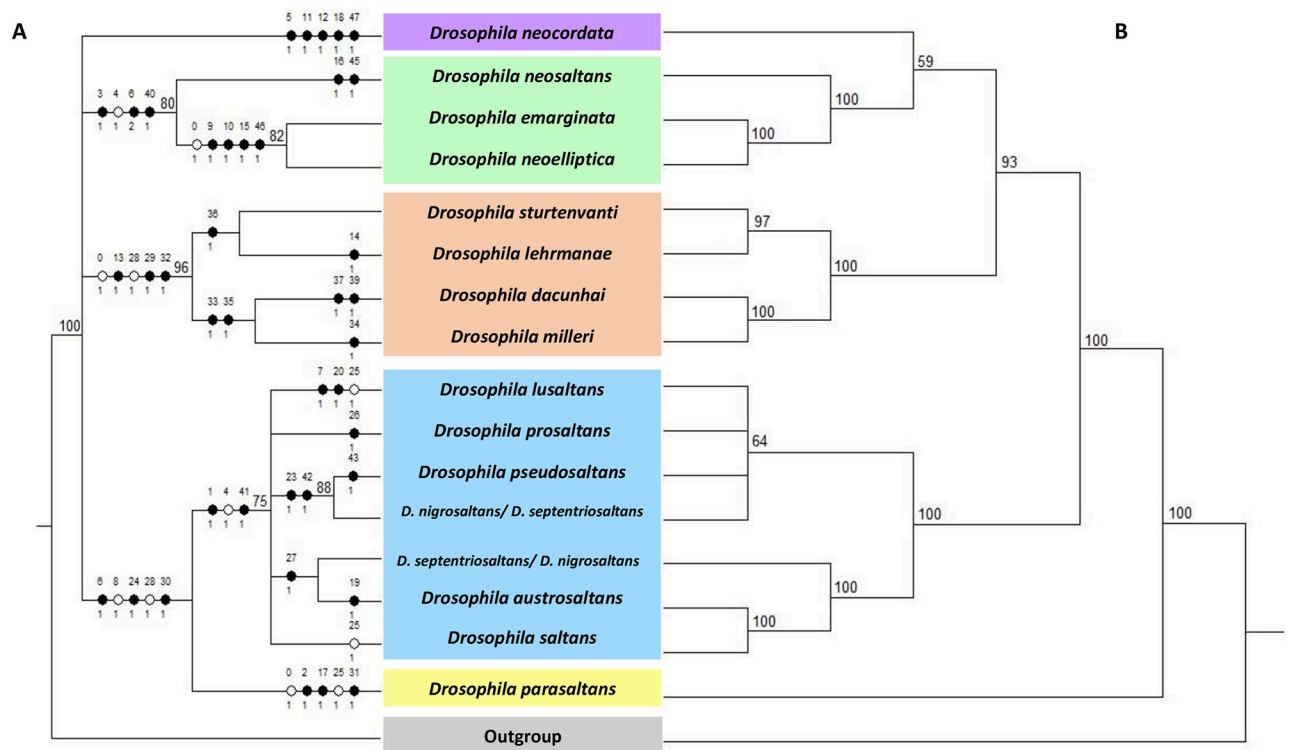 A
B
5 11 12 18 47
1 1 1 1 1
Drosophila neocordata
59
16 45
1 1
Drosophila neosaltans
3 4 6 40
80
1 1 2 1
100
Drosophila emarginata
0 9 10 15 46
82
1 1 1 1 1
100
Drosophila neoelliptica
93
36
1
Drosophila sturtenvanti
97
14
1
Drosophila lehrmanae
0 13 28 29 32
96
1 1 1 1 1
100
37 39
1 1
Drosophila dacunhai
33 35
1 1
100
34
1
Drosophila milleri
100
100
7 20 25
1 1 1
Drosophila lusaltans
26
1
Drosophila prosaltans
64
43
1
Drosophila pseudosaltans
23 42
88
1 1
1 4 41
75
1 1 1
D. nigrosaltans/ D. septentriosaltans
100
100
27
1
D. septentriosaltans/ D. nigrosaltans
6 8 24 28 30
1 1 1 1 1
100
19
1
Drosophila austrosaltans
100
25
1
Drosophila saltans
0 2 17 25 31
1 1 1 1 1
Drosophila parasaltans
Outgroup